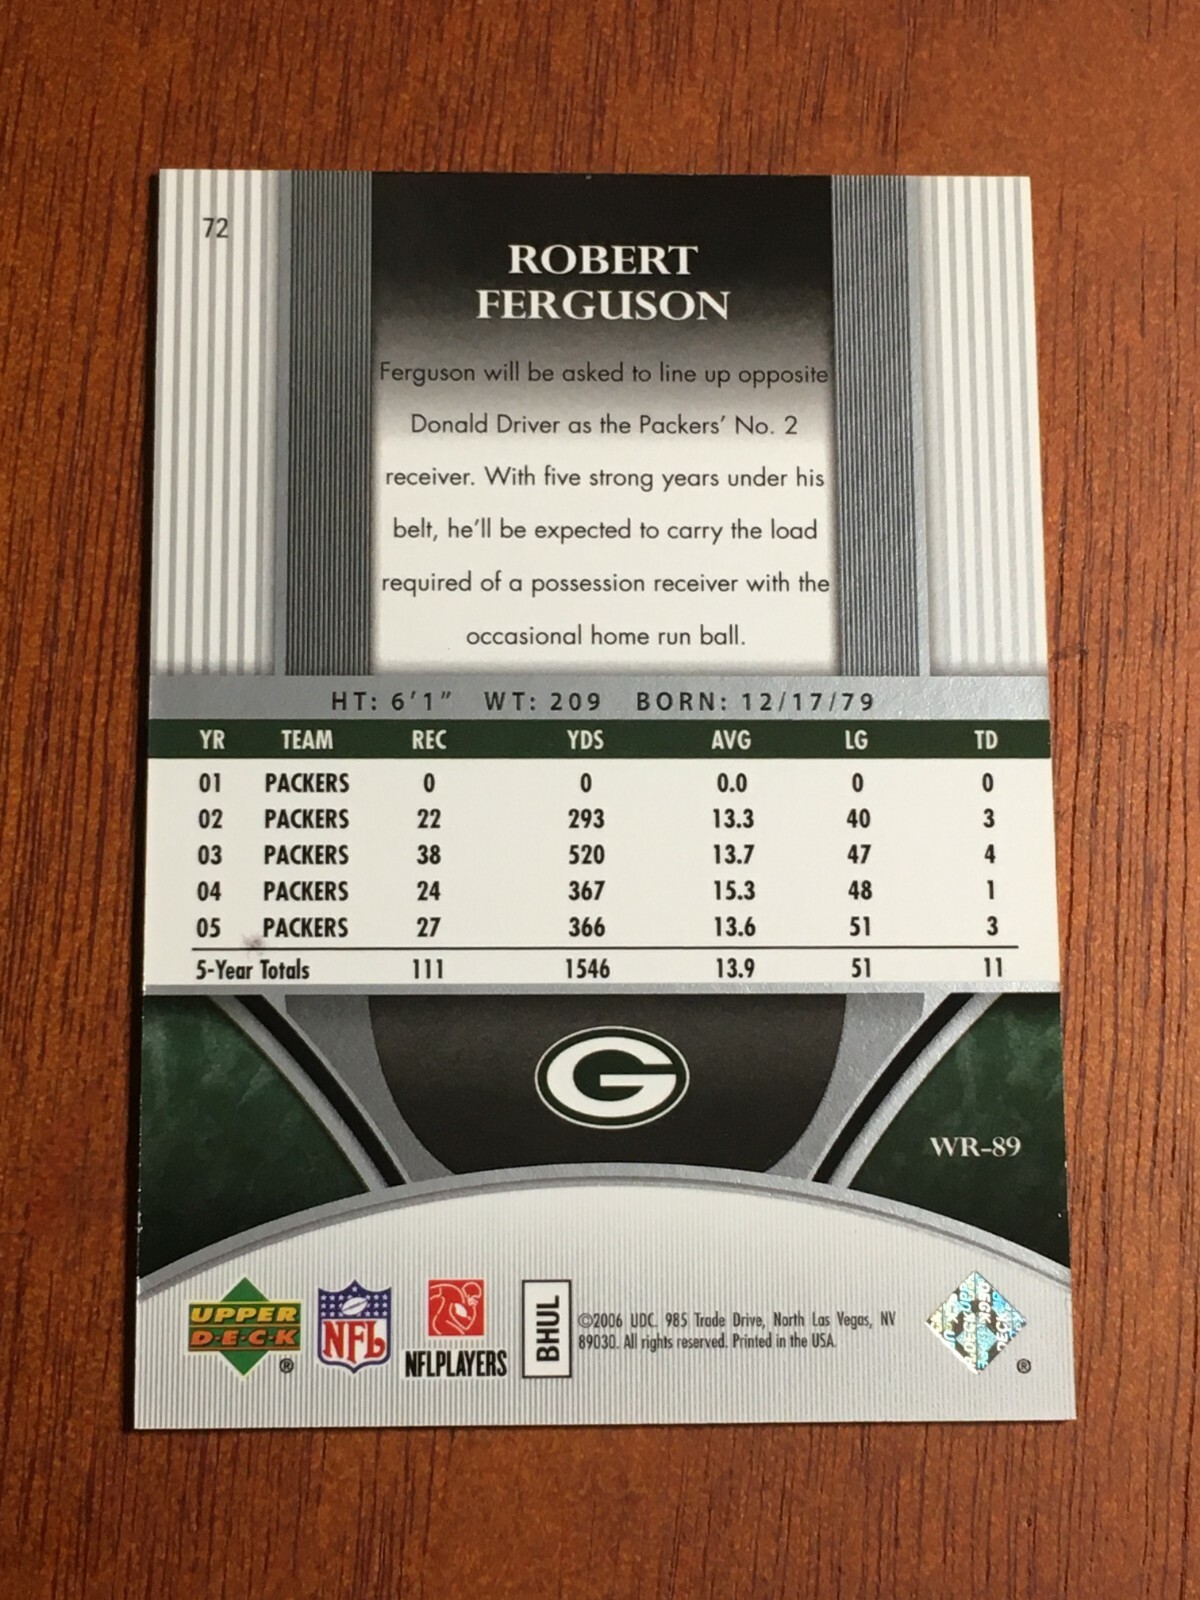 72
ROBERT
FERGUSON
Ferguson will be asked to line up opposite
Donald Driver as the Packers' No. 2
receiver. With five strong years under his
belt, he'll be expected to carry the load
required of a possession receiver with the
occasional home run ball.
HT: 6'1" WT: 209 BORN: 12/17/79
YR TEAM REC YDS AVG LG TD
01 PACKERS 0 0 0.0 0 0
02 PACKERS 22 293 13.3 40 3
03 PACKERS 38 520 13.7 47 4
04 PACKERS 24 367 15.3 48 1
05 PACKERS 27 366 13.6 51 3
5-Year Totals 111 1546 13.9 51 11
G
WR-89
UPPER
DECK
®
NFL
NFLPLAYERS
BHUL
©2006 UDC. 985 Trade Drive, North Las Vegas, NV
89030. All rights reserved. Printed in the USA.
®